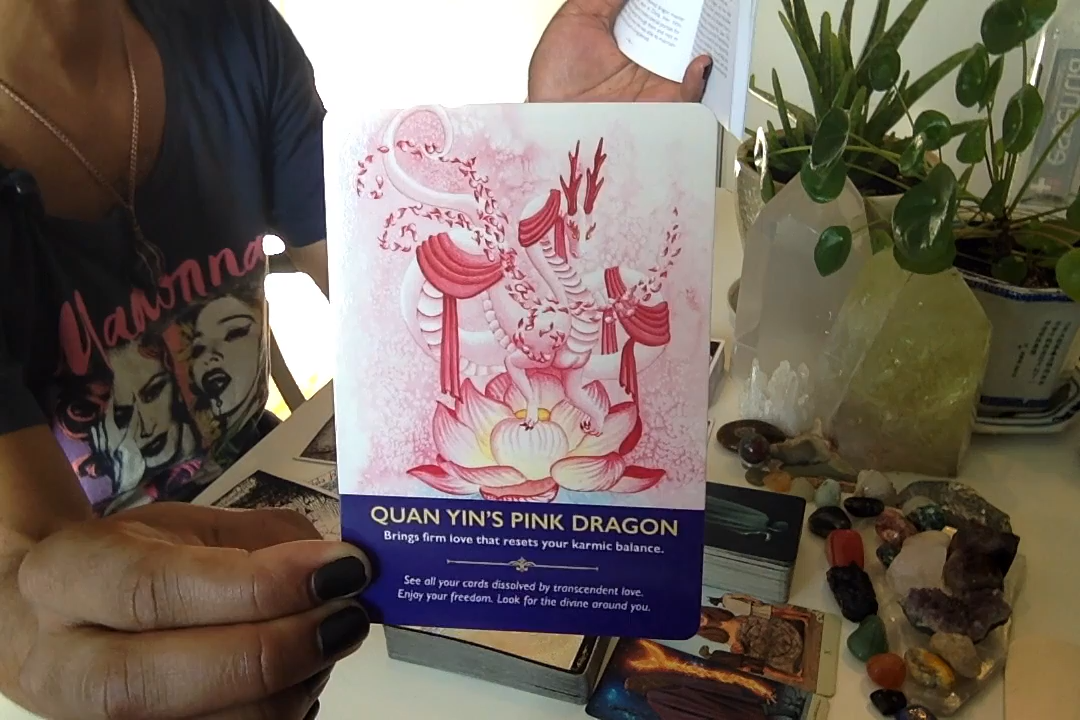 Madonna
QUAN YIN'S PINK DRAGON
Brings firm love that resets your karmic balance.
See all your cards dissolved by transcendent love.
Enjoy your freedom. Look for the divine around you.